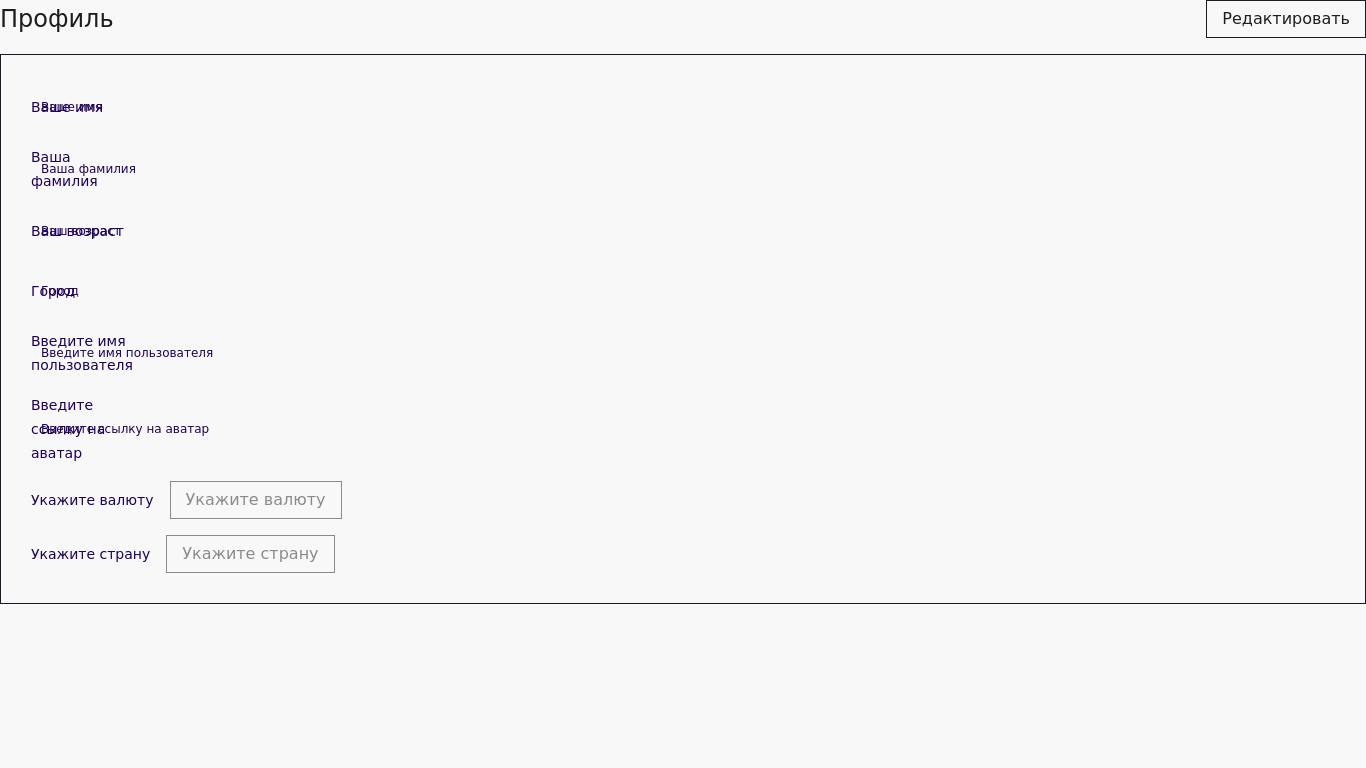 Профиль
Редактировать
Ваше имя
Ваше имя
Ваша
фамилия
Ваша фамилия
Ваш возраст
Ваш возраст
Город
Город
Введите имя
пользователя
Введите имя пользователя
Введите
ссылку на
аватар
Введите ссылку на аватар
Укажите валюту
Укажите валюту
Укажите страну
Укажите страну